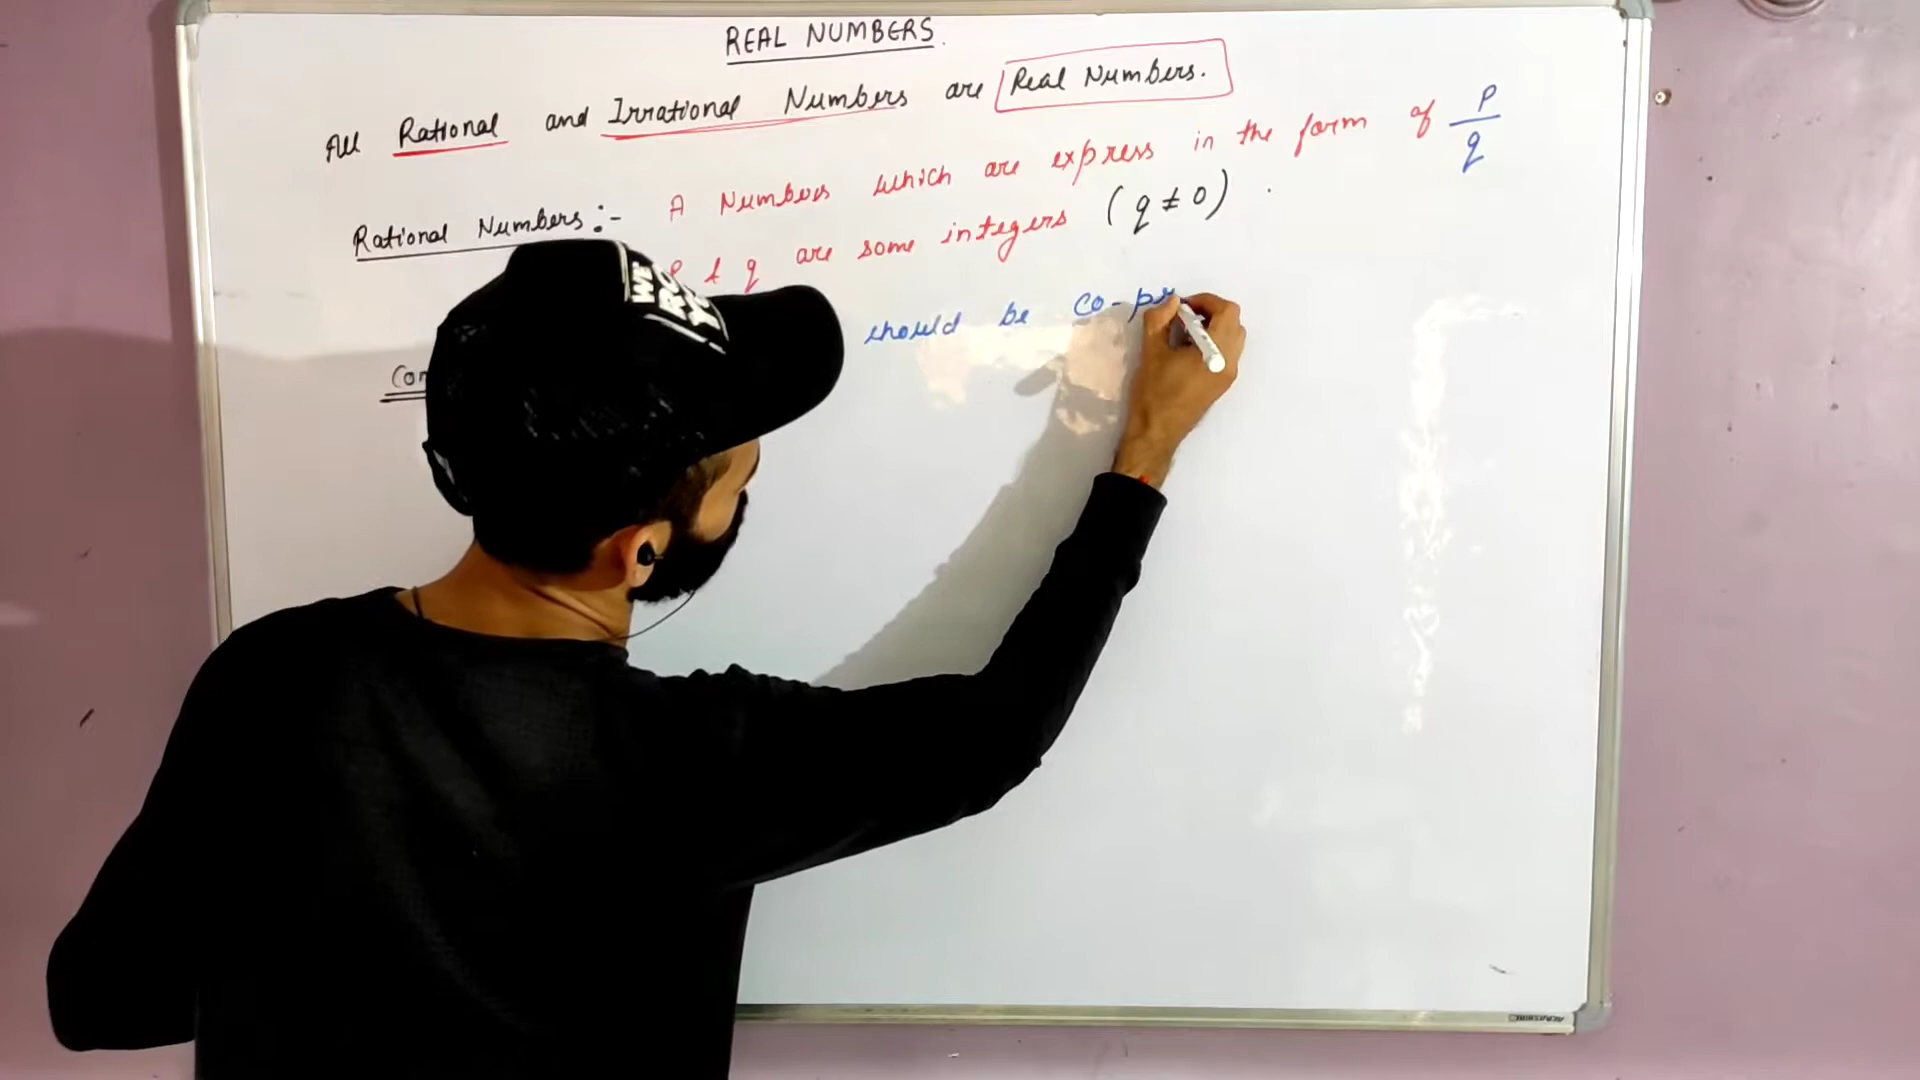 REAL NUMBERS.
All Rational and Irrational Numbers are Real Numbers.
Rational Numbers :- A Numbers which are express in the form of p/q
P & q are some integers (q ≠ 0) .
should be Co-pr
WE